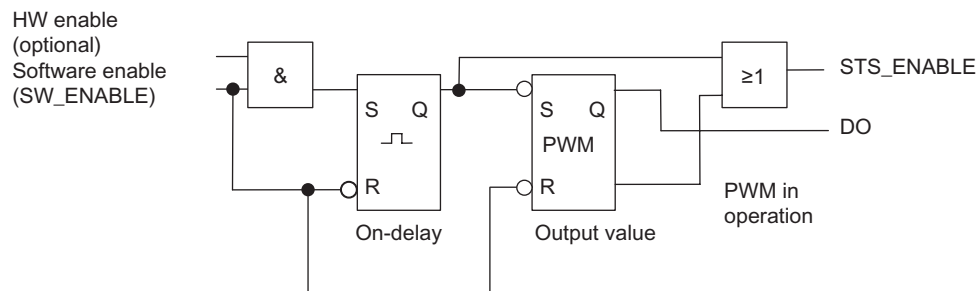 HW enable
(optional)
Software enable
(SW_ENABLE)
&
S Q
R
On-delay
S Q
PWM
R
Output value
≥1
STS_ENABLE
DO
PWM in
operation